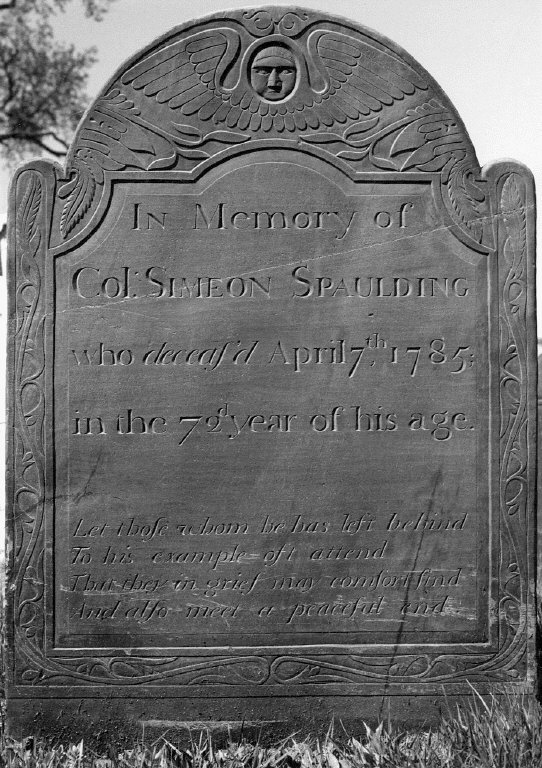 In Memory of
Col: Simeon Spaulding
who deceaſ'd April 7th, 1785;
in the 72d year of his age.
Let thoſe whom he has left behind
To his example oft attend
That they in grief may comfort find
And alſo meet a peaceful end.